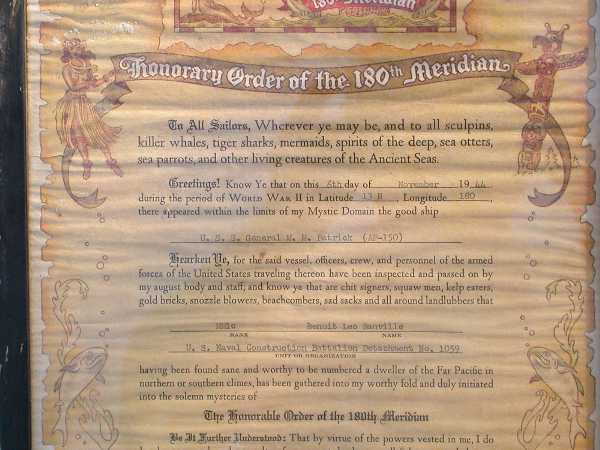 180th Meridian
Honorary Order of the 180th Meridian
To All Sailors, Wherever ye may be, and to all sculpins,
killer whales, tiger sharks, mermaids, spirits of the deep, sea otters,
sea parrots, and other living creatures of the Ancient Seas.
Greetings! Know Ye that on this 6th day of November 1944
during the period of World War II in Latitude 13 N, Longitude 180,
there appeared within the limits of my Mystic Domain the good ship
U. S. S. General M. M. Patrick (AP-150)
Hearken Ye, for the said vessel, officers, crew, and personnel of the armed
forces of the United States traveling thereon have been inspected and passed on by
my august body and staff, and know ye that are chit signers, squaw men, kelp eaters,
gold bricks, snozzle blowers, beachcombers, sad sacks and all around landlubbers that
Benoit Leo Banville
RANK NAME
U. S. Naval Construction Battalion Detachment No. 1059
UNIT OR ORGANIZATION
having been found sane and worthy to be numbered a dweller of the Far Pacific in
northern or southern climes, has been gathered into my worthy fold and duly initiated
into the solemn mysteries of
The Honorable Order of the 180th Meridian
Be It Further Understood: That by virtue of the powers vested in me, I do